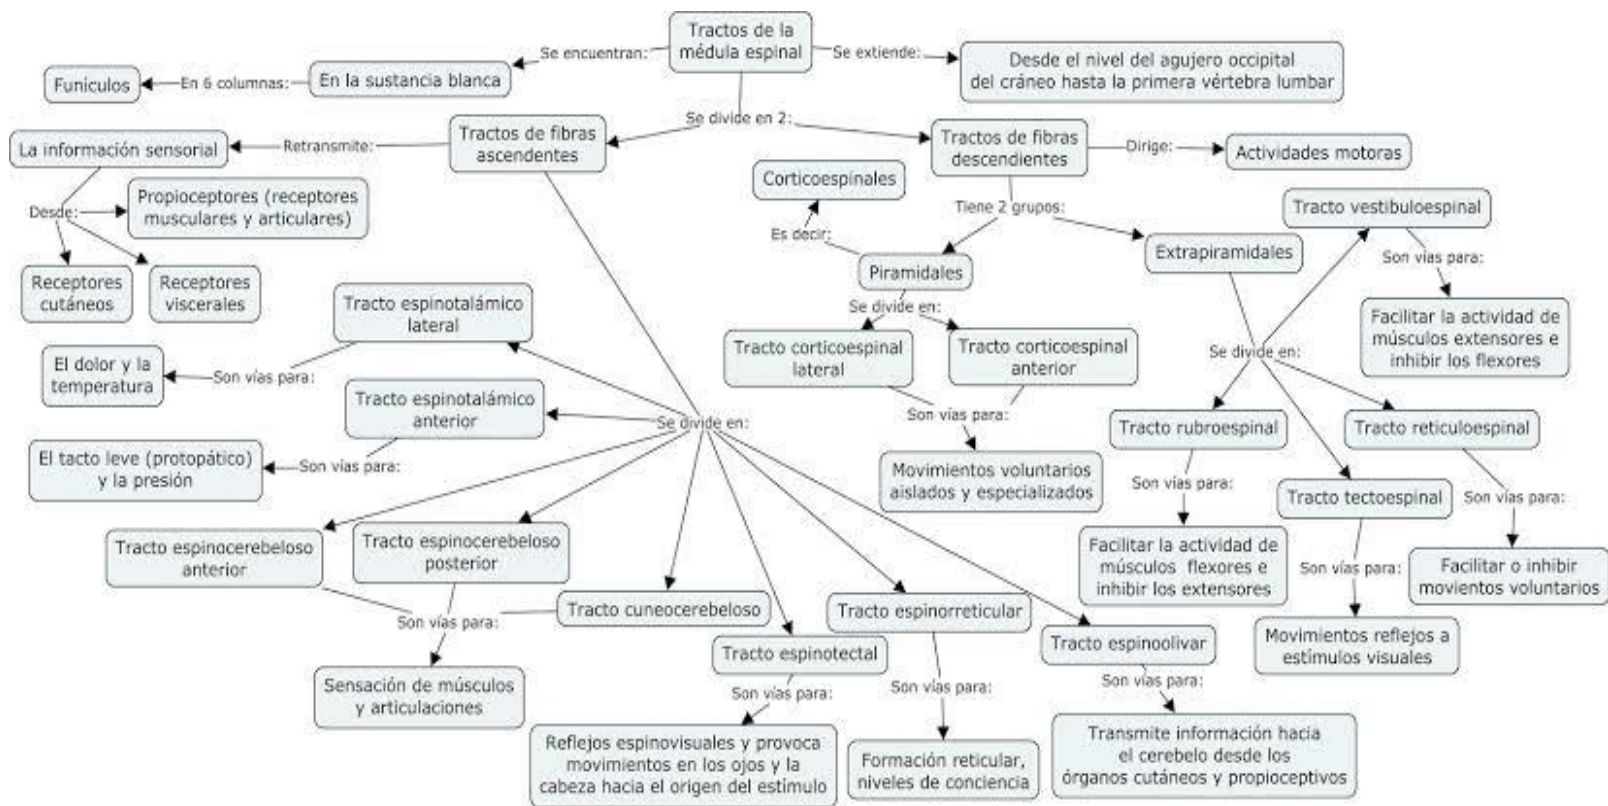 Tractos de la
médula espinal
Se encuentran:
Se extiende:
Desde el nivel del agujero occipital
del cráneo hasta la primera vértebra lumbar
En la sustancia blanca
En 6 columnas:
Funículos
Se divide en 2:
Tractos de fibras
ascendentes
Retransmite:
La información sensorial
Desde:
Propioceptores (receptores
musculares y articulares)
Receptores
cutáneos
Receptores
viscerales
Tractos de fibras
descendientes
Dirige:
Actividades motoras
Tiene 2 grupos:
Corticoespinales
Es decir:
Piramidales
Extrapiramidales
Se divide en:
Tracto corticoespinal
lateral
Tracto corticoespinal
anterior
Son vías para:
Movimientos voluntarios
aislados y especializados
Tracto vestibuloespinal
Son vías para:
Facilitar la actividad de
músculos extensores e
inhibir los flexores
Se divide en:
Tracto rubroespinal
Tracto reticuloespinal
Son vías para:
Tracto tectoespinal
Son vías para:
Facilitar la actividad de
músculos flexores e
inhibir los extensores
Son vías para:
Facilitar o inhibir
movientos voluntarios
Movimientos reflejos a
estímulos visuales
Tracto espinotalámico
lateral
Son vías para:
El dolor y la
temperatura
Tracto espinotalámico
anterior
Se divide en:
Son vías para:
El tacto leve (protopático)
y la presión
Tracto espinocerebeloso
anterior
Tracto espinocerebeloso
posterior
Tracto cuneocerebeloso
Son vías para:
Sensación de músculos
y articulaciones
Tracto espinotectal
Son vías para:
Reflejos espinovisuales y provoca
movimientos en los ojos y la
cabeza hacia el origen del estímulo
Tracto espinorreticular
Son vías para:
Formación reticular,
niveles de conciencia
Tracto espinoolivar
Son vías para:
Transmite información hacia
el cerebelo desde los
órganos cutáneos y propioceptivos